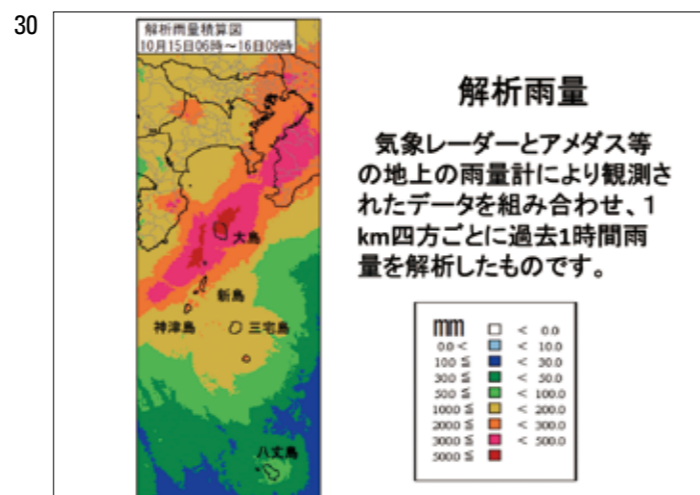 30
解析雨量積算図
10月15日06時～16日09時
大島
新島
神津島
三宅島
八丈島
解析雨量
気象レーダーとアメダス等
の地上の雨量計により観測さ
れたデータを組み合わせ、1
km四方ごとに過去1時間雨
量を解析したものです。
mm < 0.0
0.0 < < 10.0
10.0 ≦ < 30.0
30.0 ≦ < 50.0
50.0 ≦ < 100.0
100.0 ≦ < 200.0
200.0 ≦ < 300.0
300.0 ≦ < 500.0
500.0 ≦